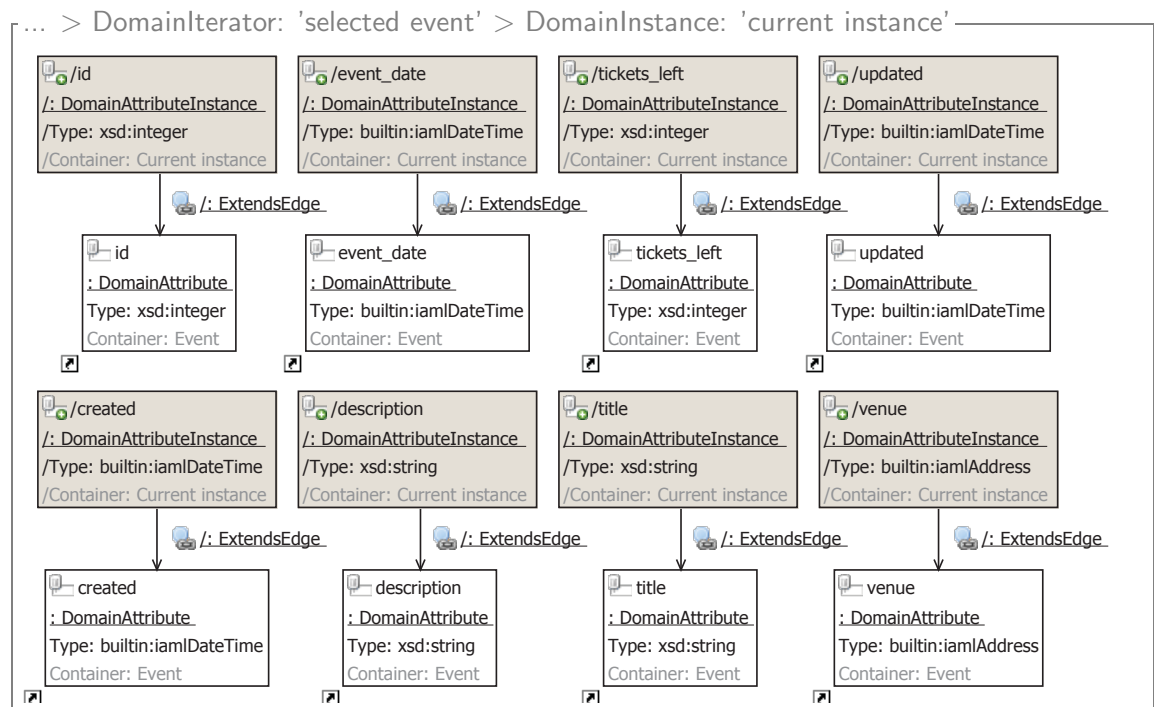 ... > DomainIterator: 'selected event' > DomainInstance: 'current instance'
/id
/: DomainAttributeInstance
/Type: xsd:integer
/Container: Current instance
/event_date
/: DomainAttributeInstance
/Type: builtin:iamlDateTime
/Container: Current instance
/tickets_left
/: DomainAttributeInstance
/Type: xsd:integer
/Container: Current instance
/updated
/: DomainAttributeInstance
/Type: builtin:iamlDateTime
/Container: Current instance
/: ExtendsEdge
/: ExtendsEdge
/: ExtendsEdge
/: ExtendsEdge
id
: DomainAttribute
Type: xsd:integer
Container: Event
event_date
: DomainAttribute
Type: builtin:iamlDateTime
Container: Event
tickets_left
: DomainAttribute
Type: xsd:integer
Container: Event
updated
: DomainAttribute
Type: builtin:iamlDateTime
Container: Event
/created
/: DomainAttributeInstance
/Type: builtin:iamlDateTime
/Container: Current instance
/description
/: DomainAttributeInstance
/Type: xsd:string
/Container: Current instance
/title
/: DomainAttributeInstance
/Type: xsd:string
/Container: Current instance
/venue
/: DomainAttributeInstance
/Type: builtin:iamlAddress
/Container: Current instance
/: ExtendsEdge
/: ExtendsEdge
/: ExtendsEdge
/: ExtendsEdge
created
: DomainAttribute
Type: builtin:iamlDateTime
Container: Event
description
: DomainAttribute
Type: xsd:string
Container: Event
title
: DomainAttribute
Type: xsd:string
Container: Event
venue
: DomainAttribute
Type: builtin:iamlAddress
Container: Event